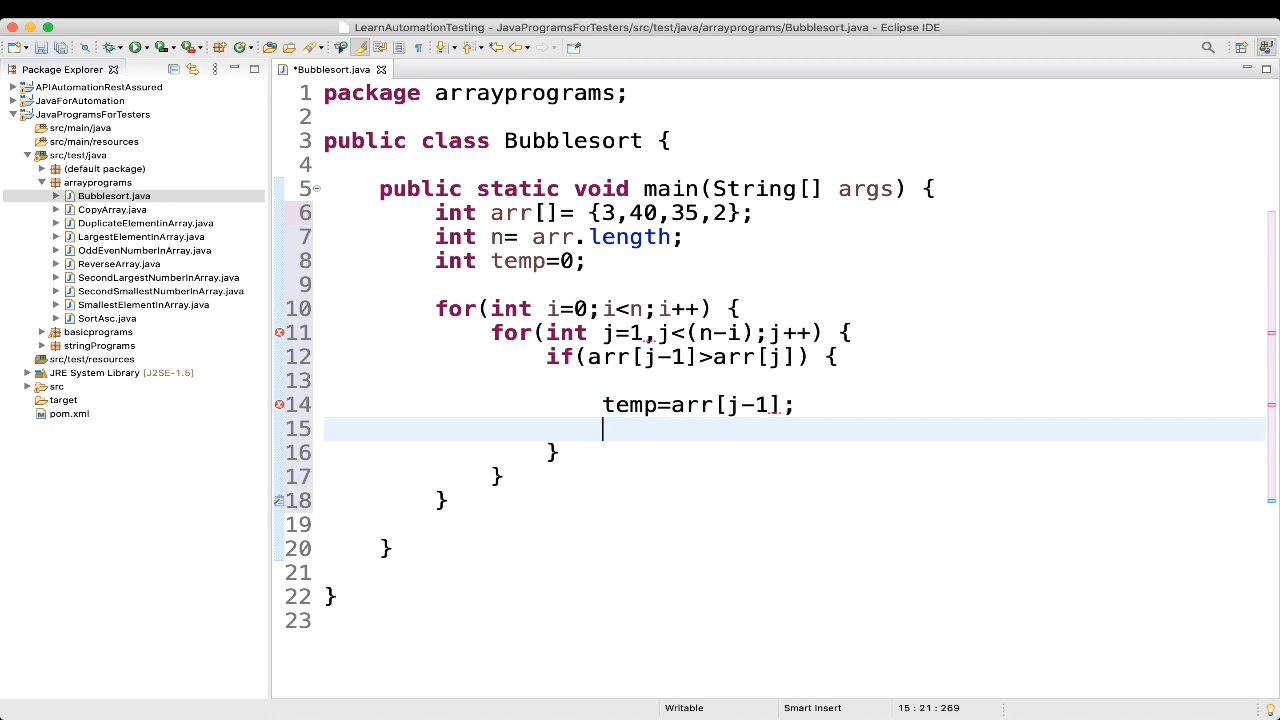 LearnAutomationTesting - JavaProgramsForTesters/src/test/java/arrayprograms/Bubblesort.java - Eclipse IDE
Package Explorer
APIAutomationRestAssured
JavaForAutomation
JavaProgramsForTesters
src/main/java
src/main/resources
src/test/java
(default package)
arrayprograms
Bubblesort.java
CopyArray.java
DuplicateElementinArray.java
LargestElementInArray.java
OddEvenNumberInArray.java
ReverseArray.java
SecondLargestNumberInArray.java
SecondSmallestNumberInArray.java
SmallestElementInArray.java
SortAsc.java
basicprograms
stringPrograms
src/test/resources
JRE System Library [J2SE-1.5]
src
target
pom.xml
*Bubblesort.java
1 package arrayprograms;
2
3 public class Bubblesort {
4
5 public static void main(String[] args) {
6 int arr[]= {3,40,35,2};
7 int n= arr.length;
8 int temp=0;
9
10 for(int i=0;i<n;i++) {
11 for(int j=1,j<(n-i);j++) {
12 if(arr[j-1]>arr[j]) {
13
14 temp=arr[j-1];
15
16 }
17 }
18 }
19
20 }
21
22 }
23
Writable Smart Insert 15 : 21 : 269